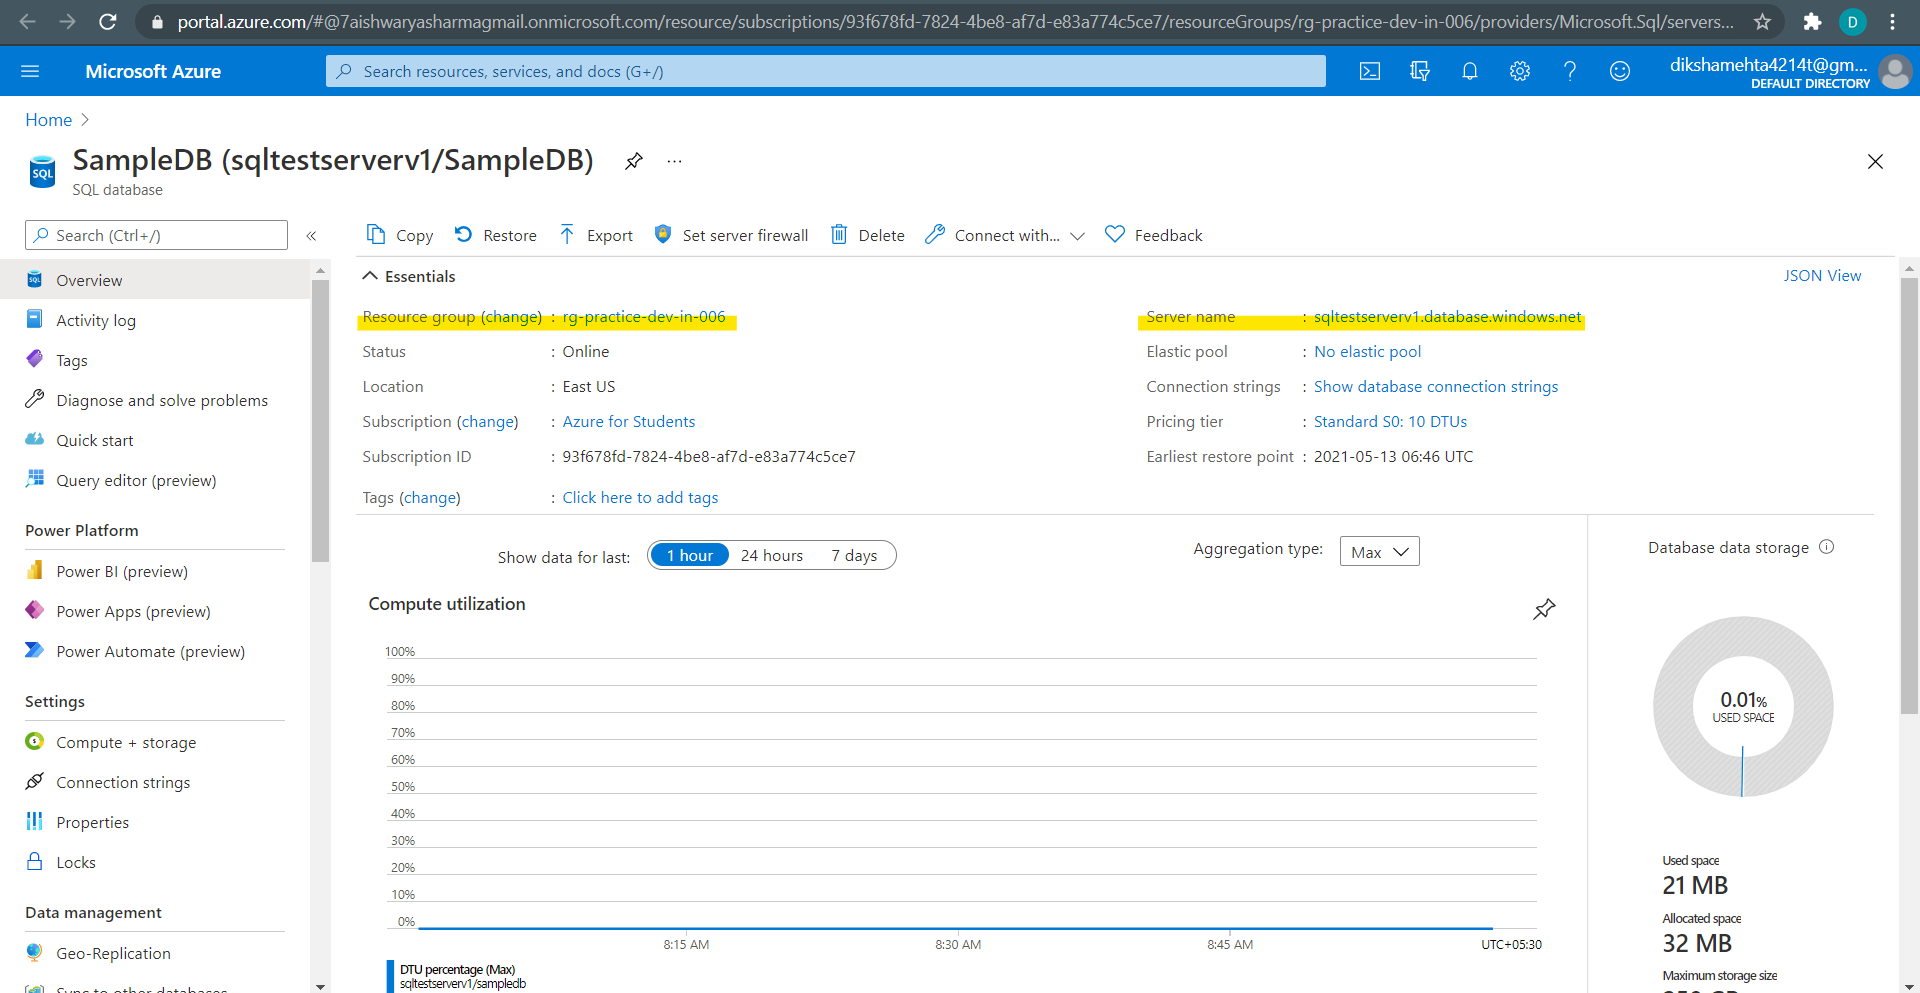 portal.azure.com/#@7aishwaryasharmagmail.onmicrosoft.com/resource/subscriptions/93f678fd-7824-4be8-af7d-e83a774c5ce7/resourceGroups/rg-practice-dev-in-006/providers/Microsoft.Sql/servers...
D
Microsoft Azure
Search resources, services, and docs (G+/)
dikshamehta4214t@gm...
DEFAULT DIRECTORY
Home
SampleDB (sqltestserverv1/SampleDB)
...
SQL
SQL database
Search (Ctrl+/)
«
Copy
Restore
Export
Set server firewall
Delete
Connect with...
Feedback
Overview
Activity log
Tags
Diagnose and solve problems
Quick start
Query editor (preview)
Power Platform
Power BI (preview)
Power Apps (preview)
Power Automate (preview)
Settings
Compute + storage
Connection strings
Properties
Locks
Data management
Geo-Replication
Sync to other databases
Essentials
JSON View
Resource group (change) : rg-practice-dev-in-006
Status : Online
Location : East US
Subscription (change) : Azure for Students
Subscription ID : 93f678fd-7824-4be8-af7d-e83a774c5ce7
Tags (change) : Click here to add tags
Server name : sqltestserverv1.database.windows.net
Elastic pool : No elastic pool
Connection strings : Show database connection strings
Pricing tier : Standard S0: 10 DTUs
Earliest restore point : 2021-05-13 06:46 UTC
Show data for last: 1 hour 24 hours 7 days
Aggregation type: Max
Compute utilization
100%
90%
80%
70%
60%
50%
40%
30%
20%
10%
0%
8:15 AM 8:30 AM 8:45 AM UTC+05:30
DTU percentage (Max)
sqltestserverv1/sampledb
Database data storage
0.01%
USED SPACE
Used space
21 MB
Allocated space
32 MB
Maximum storage size
250 GB